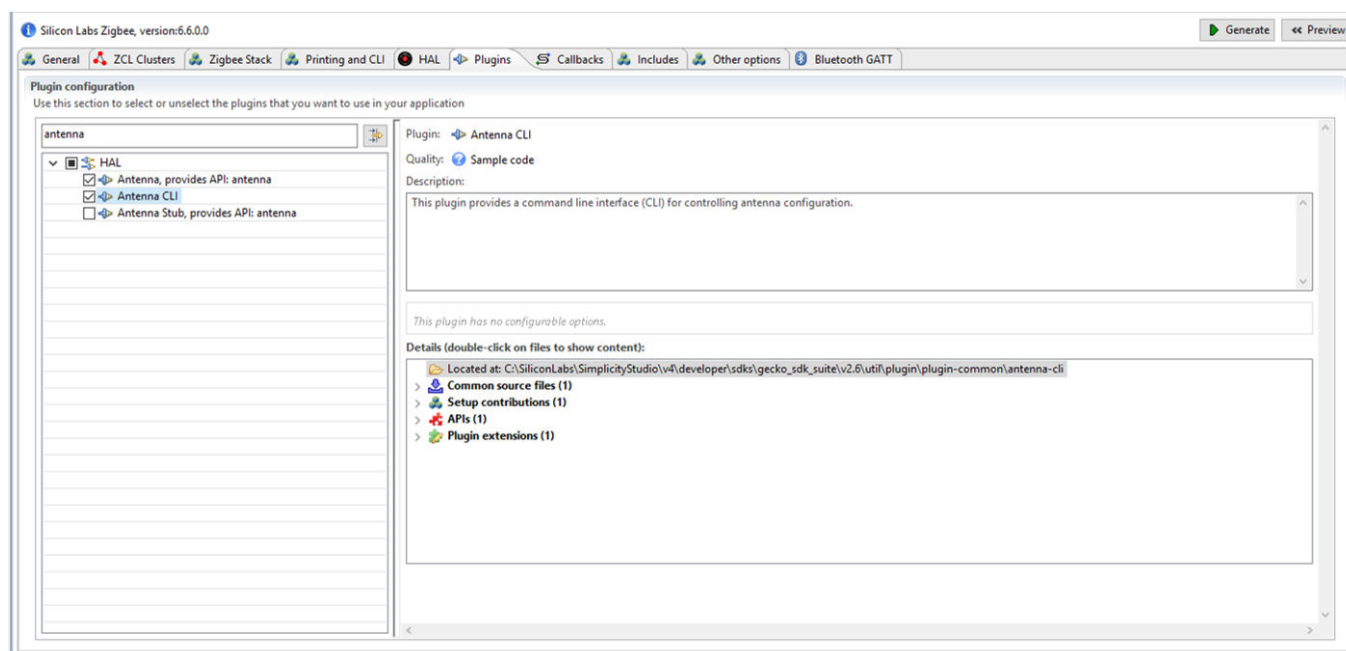 Silicon Labs Zigbee, version:6.6.0.0
Generate
Preview
General
ZCL Clusters
Zigbee Stack
Printing and CLI
HAL
Plugins
Callbacks
Includes
Other options
Bluetooth GATT
Plugin configuration
Use this section to select or unselect the plugins that you want to use in your application
antenna
HAL
Antenna, provides API: antenna
Antenna CLI
Antenna Stub, provides API: antenna
Plugin: Antenna CLI
Quality: Sample code
Description:
This plugin provides a command line interface (CLI) for controlling antenna configuration.
This plugin has no configurable options.
Details (double-click on files to show content):
Located at: C:\SiliconLabs\SimplicityStudio\v4\developer\sdks\gecko_sdk_suite\v2.6\util\plugin\plugin-common\antenna-cli
Common source files (1)
Setup contributions (1)
APIs (1)
Plugin extensions (1)